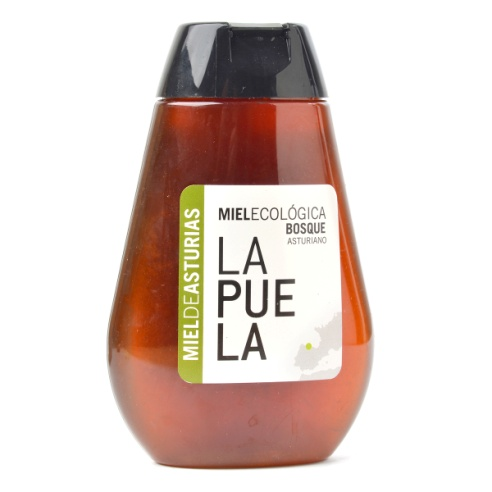 MIELDEASTURIAS
MIELECOLÓGICA
BOSQUE
ASTURIANO
LA
PUE
LA